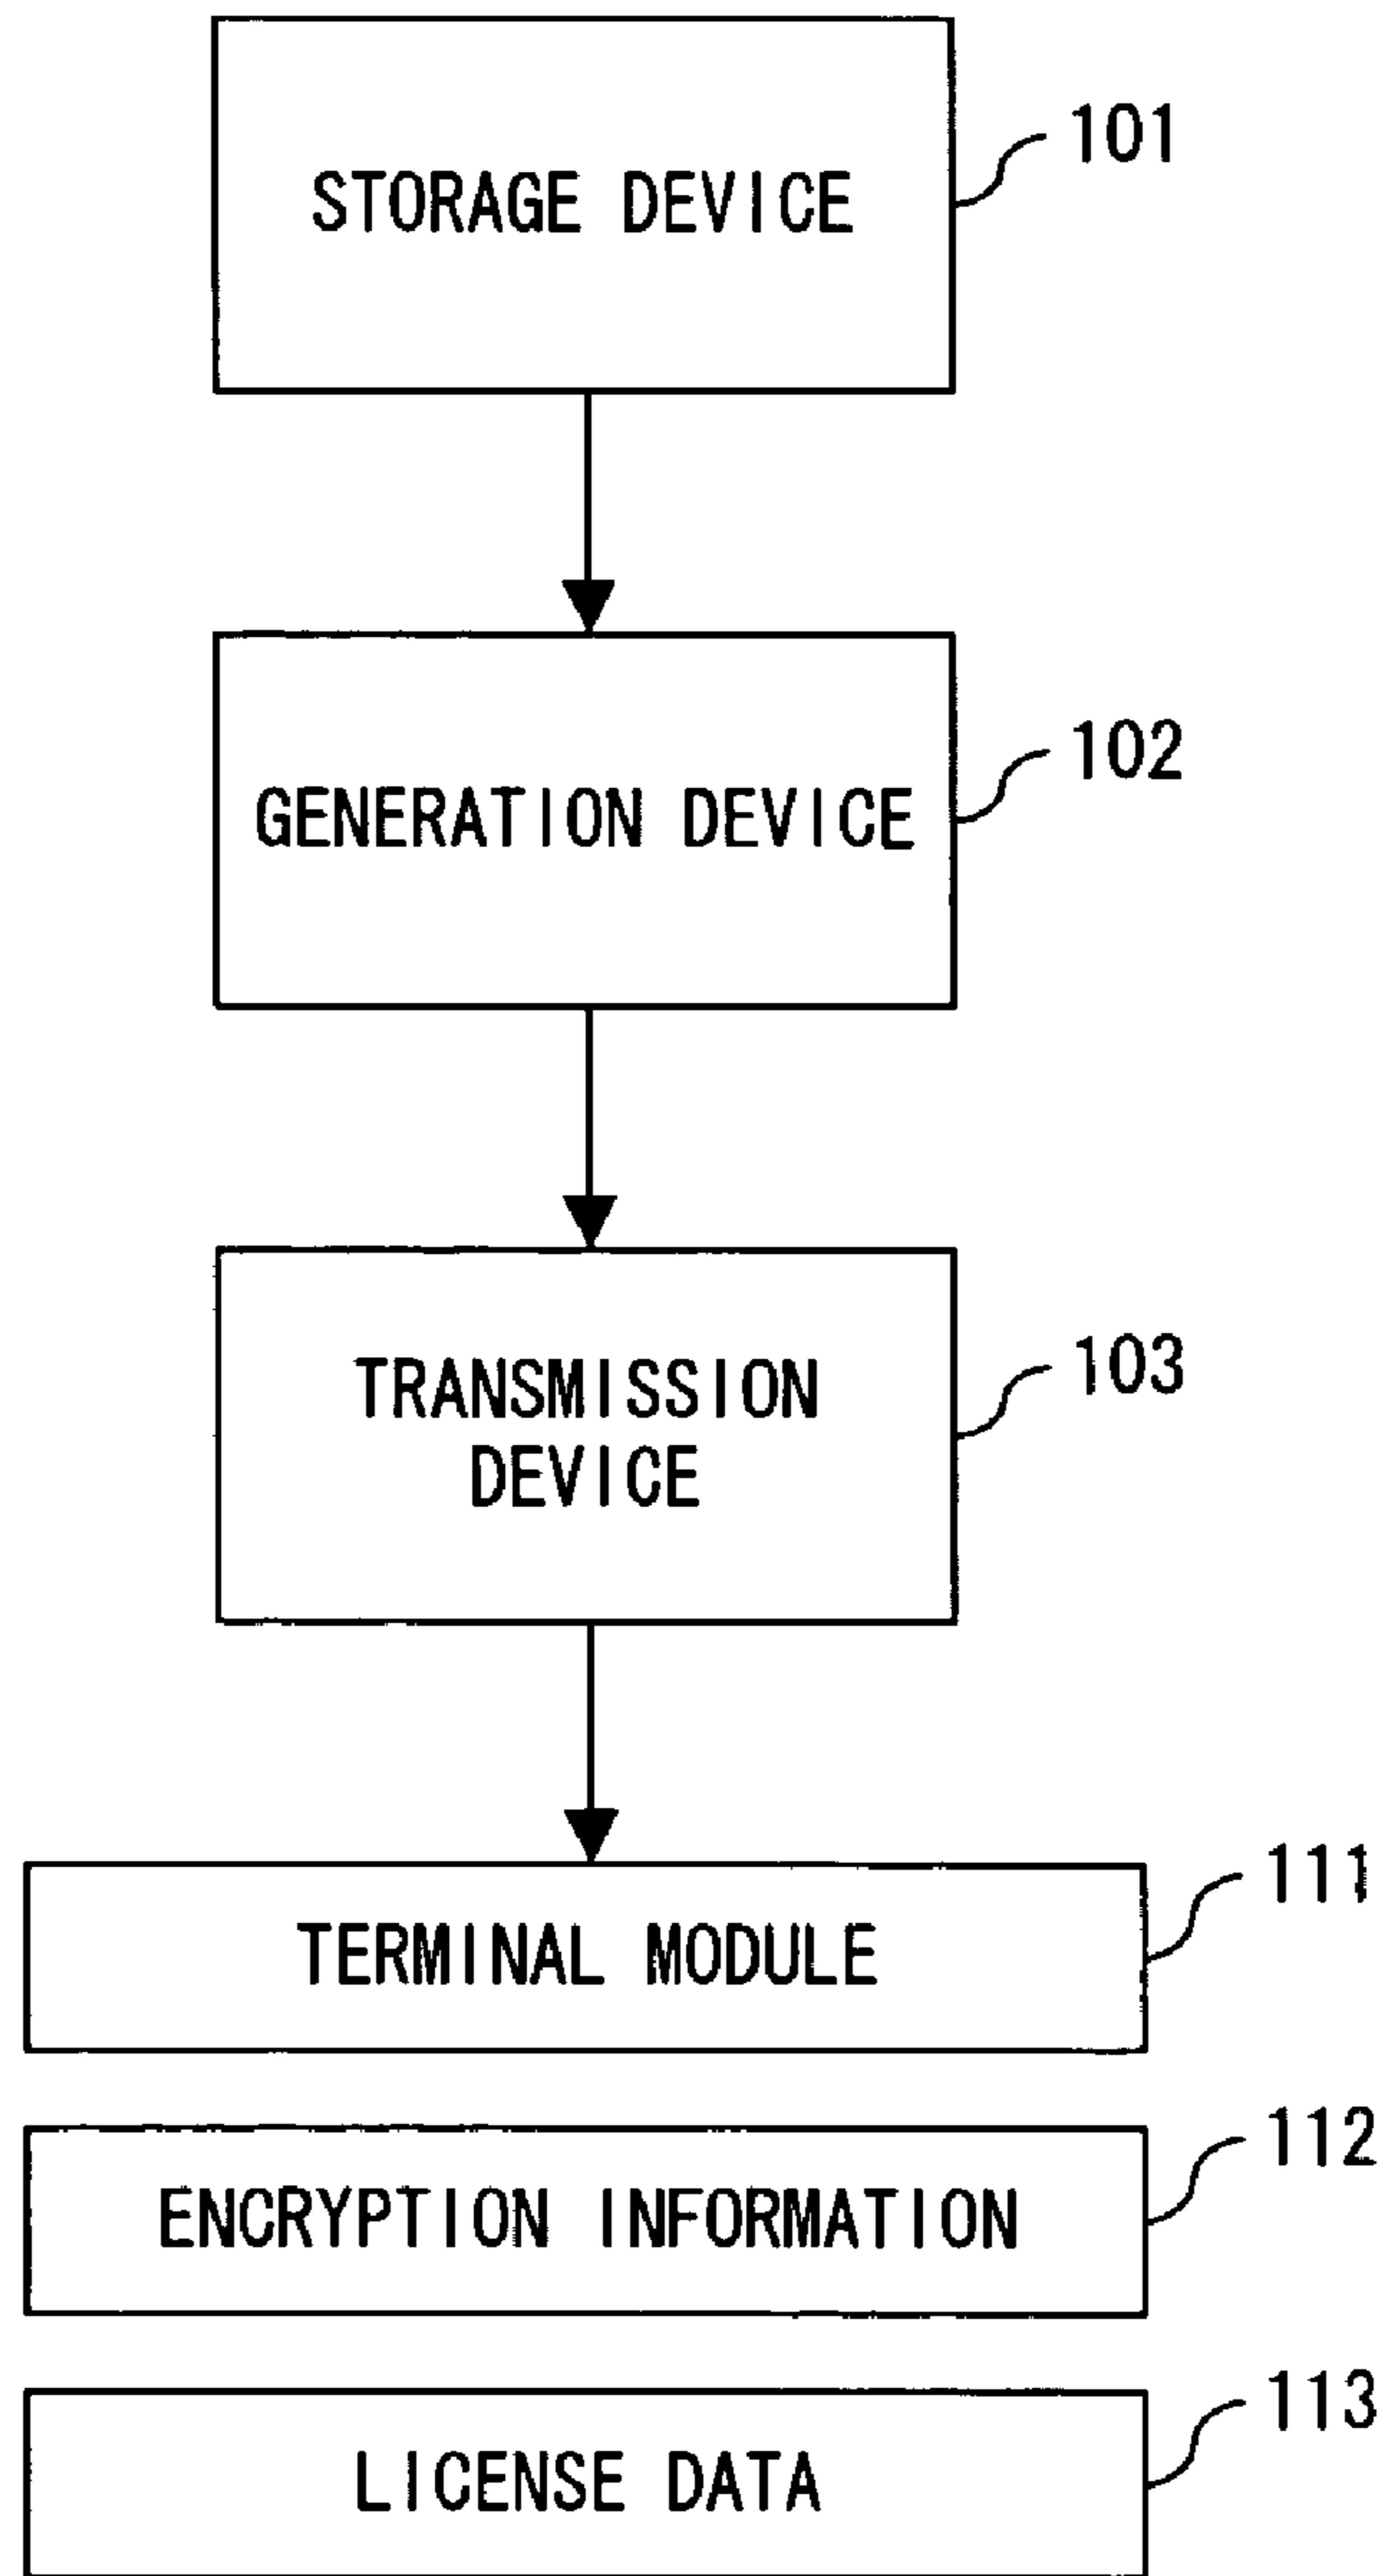 STORAGE DEVICE
101
GENERATION DEVICE
102
TRANSMISSION
DEVICE
103
TERMINAL MODULE
111
ENCRYPTION INFORMATION
112
LICENSE DATA
113